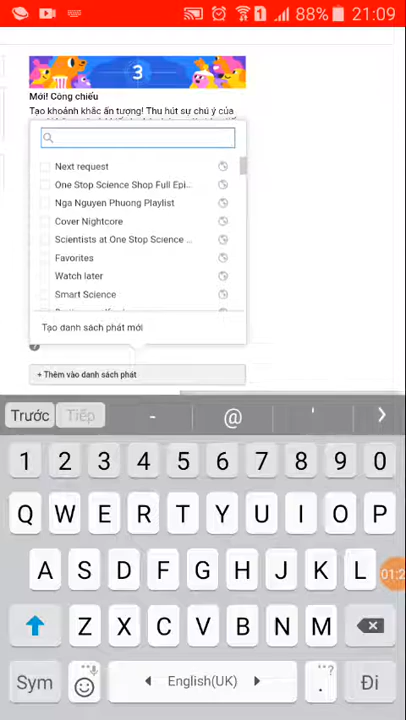 88% 21:09
3
Mới! Công chiếu
Tạo khoảnh khắc ấn tượng! Thu hút sự chú ý của
Next request
One Stop Science Shop Full Epi...
Nga Nguyen Phuong Playlist
Cover Nightcore
Scientists at One Stop Science ...
Favorites
Watch later
Smart Science
Tạo danh sách phát mới
?
+ Thêm vào danh sách phát
Trước Tiếp - @ '
1 2 3 4 5 6 7 8 9 0
Q W E R T Y U I O P
A S D F G H J K L
01:2
Z X C V B N M
Sym English(UK) . ,? Đi